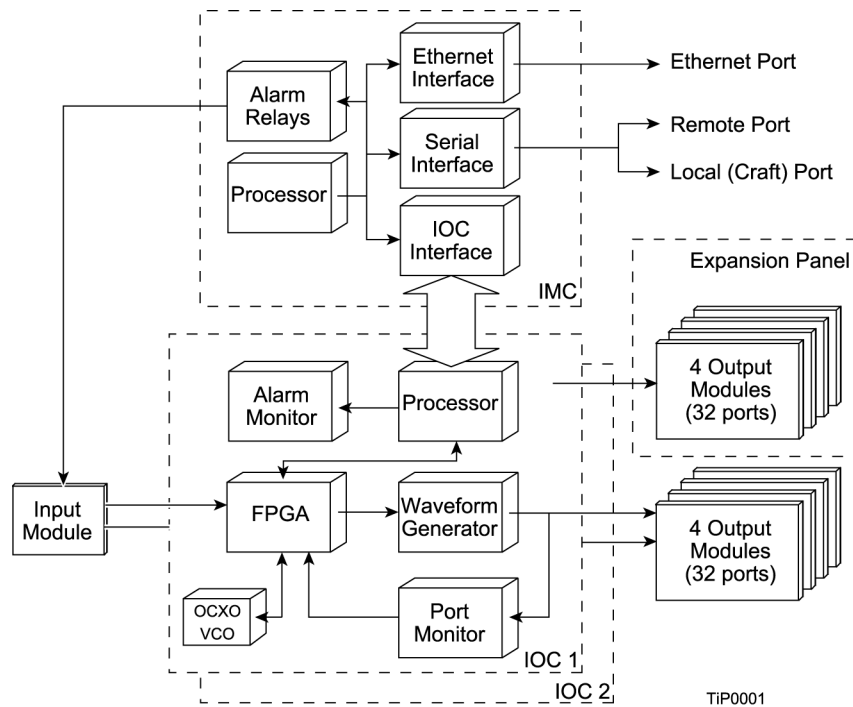 Ethernet
Interface
Ethernet Port
Alarm
Relays
Remote Port
Serial
Interface
Local (Craft) Port
Processor
IOC
Interface
IMC
Expansion Panel
4 Output
Modules
(32 ports)
Alarm
Monitor
Processor
Input
Module
FPGA
Waveform
Generator
4 Output
Modules
(32 ports)
OCXO
VCO
Port
Monitor
IOC 1
IOC 2
TiP0001